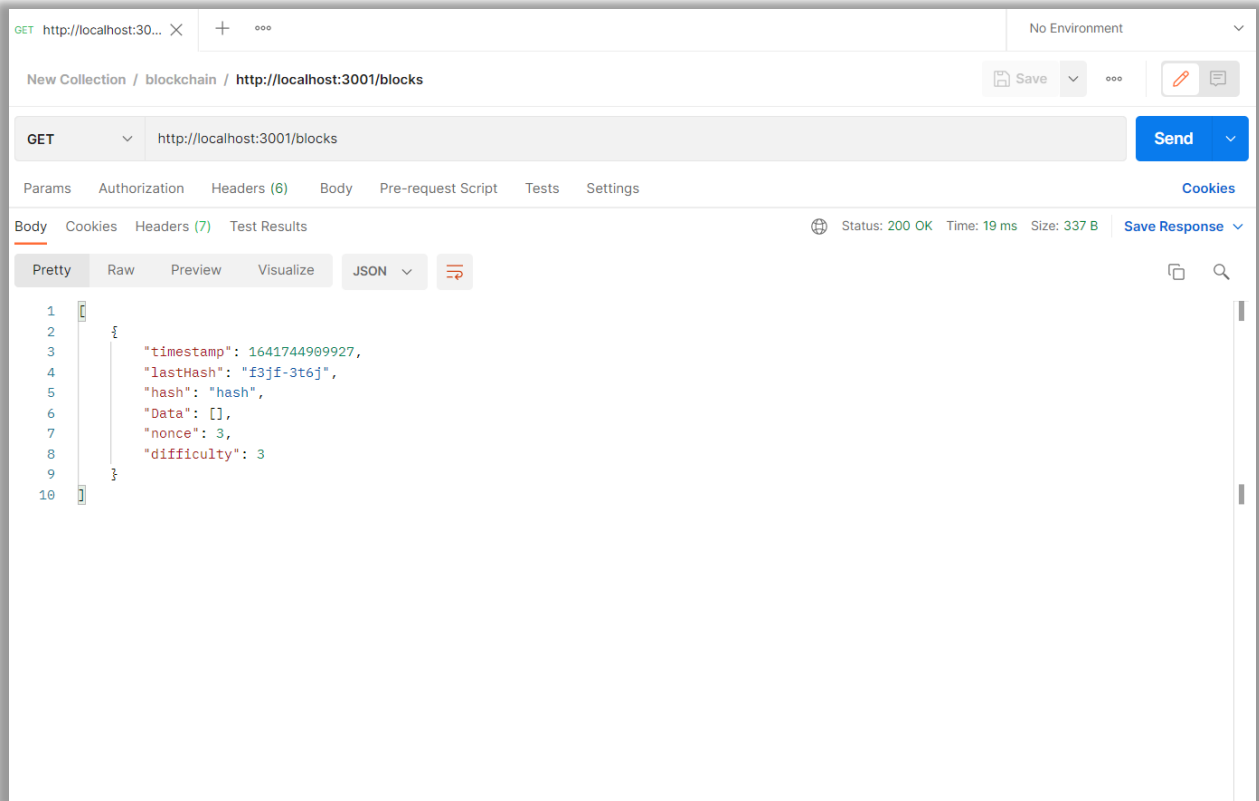 GET http://localhost:30...
No Environment
New Collection / blockchain / http://localhost:3001/blocks
Save
GET http://localhost:3001/blocks
Send
Params Authorization Headers (6) Body Pre-request Script Tests Settings
Cookies
Body Cookies Headers (7) Test Results
Status: 200 OK Time: 19 ms Size: 337 B Save Response
Pretty Raw Preview Visualize JSON
1 [
2 {
3 "timestamp": 1641744909927,
4 "lastHash": "f3jf-3t6j",
5 "hash": "hash",
6 "Data": [],
7 "nonce": 3,
8 "difficulty": 3
9 }
10 ]